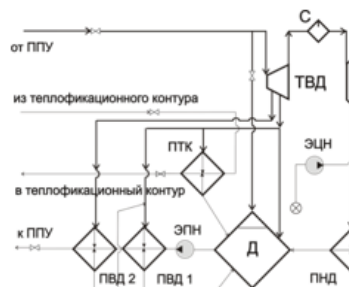 С
от ППУ
ТВД
из теплофикационного контура
ЭЦН
ПТК
в теплофикационный контур
ЭПН
к ППУ
Д
ПВД 2
ПВД 1
ПНД